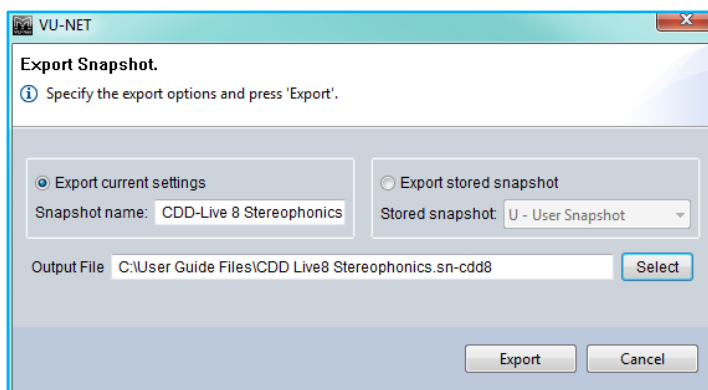 VU-NET
Export Snapshot.
Specify the export options and press 'Export'.
Export current settings
Export stored snapshot
Snapshot name: CDD-Live 8 Stereophonics
Stored snapshot: U - User Snapshot
Output File C:\User Guide Files\CDD Live8 Stereophonics.sn-cdd8 Select
Export Cancel